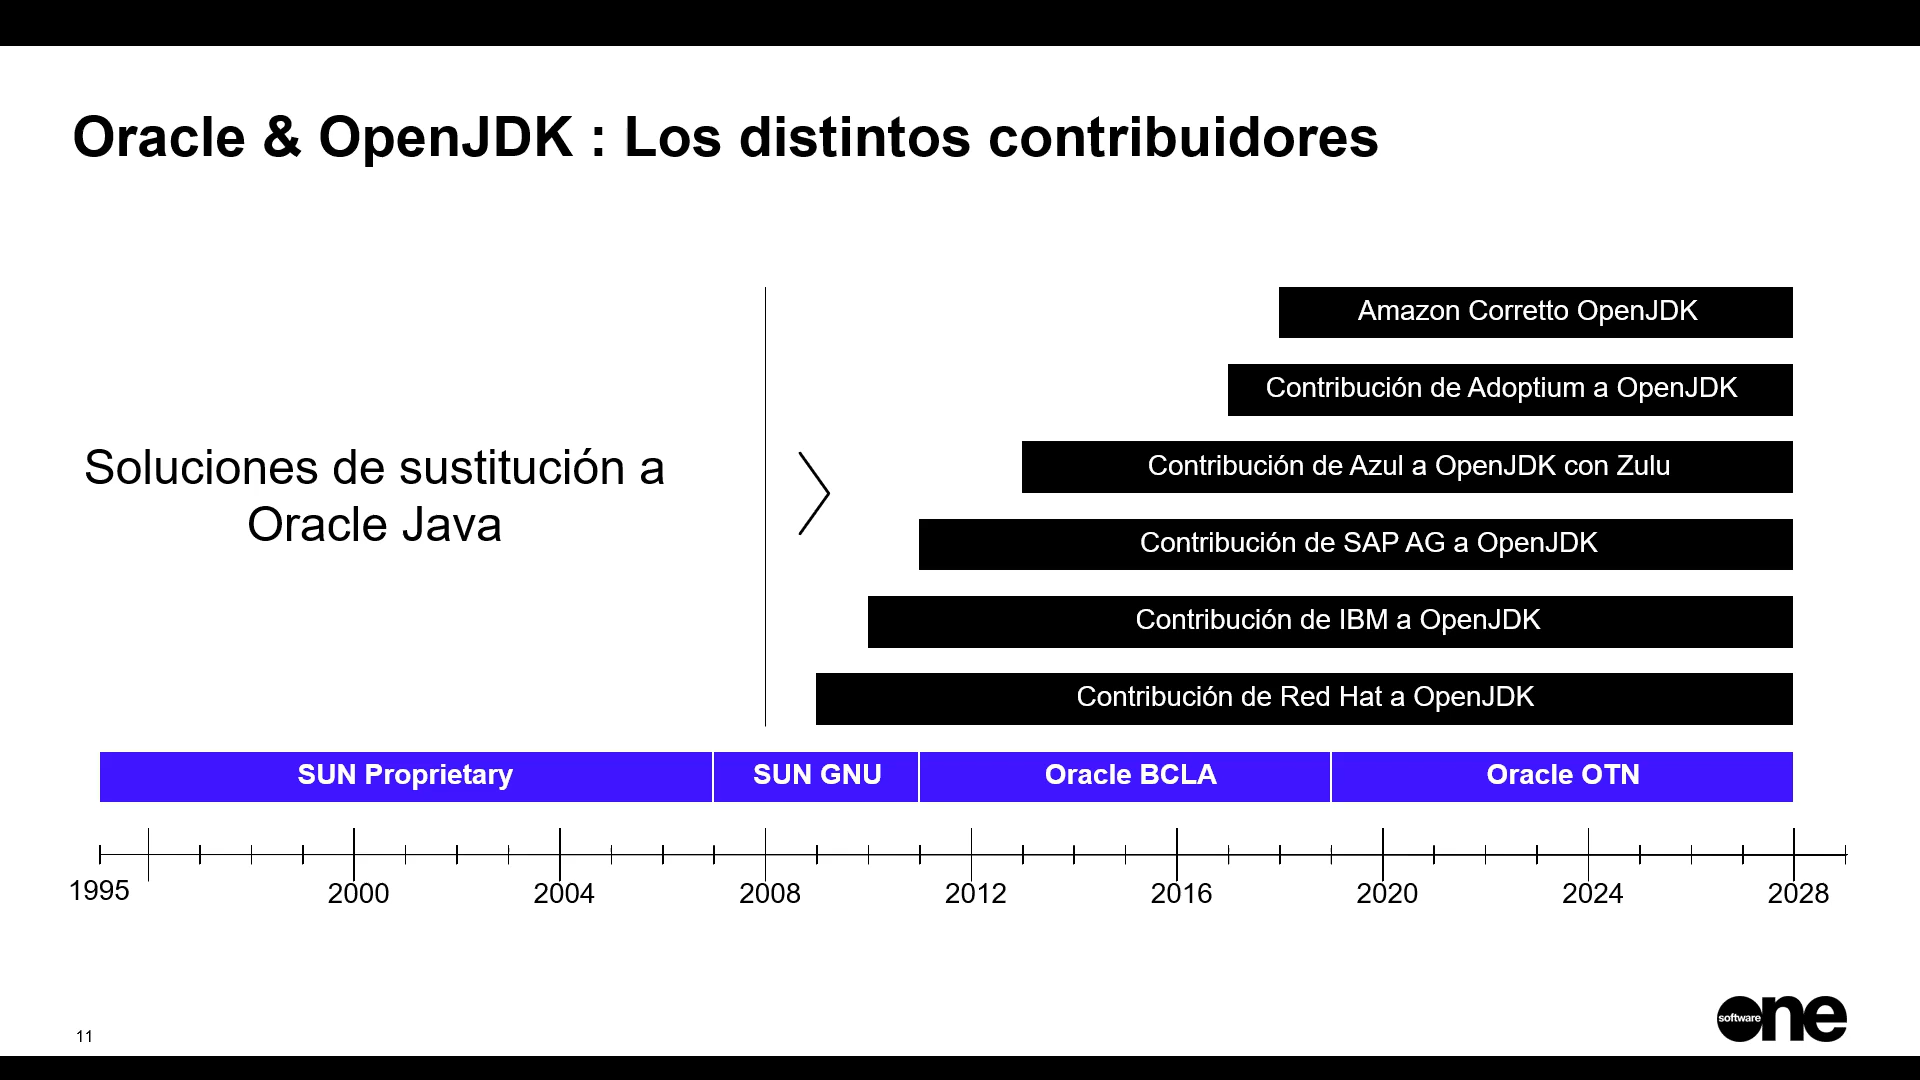 Oracle & OpenJDK : Los distintos contribuidores
Soluciones de sustitución a
Oracle Java
Amazon Corretto OpenJDK
Contribución de Adoptium a OpenJDK
Contribución de Azul a OpenJDK con Zulu
Contribución de SAP AG a OpenJDK
Contribución de IBM a OpenJDK
Contribución de Red Hat a OpenJDK
SUN Proprietary SUN GNU Oracle BCLA Oracle OTN
1995 2000 2004 2008 2012 2016 2020 2024 2028
11
software one